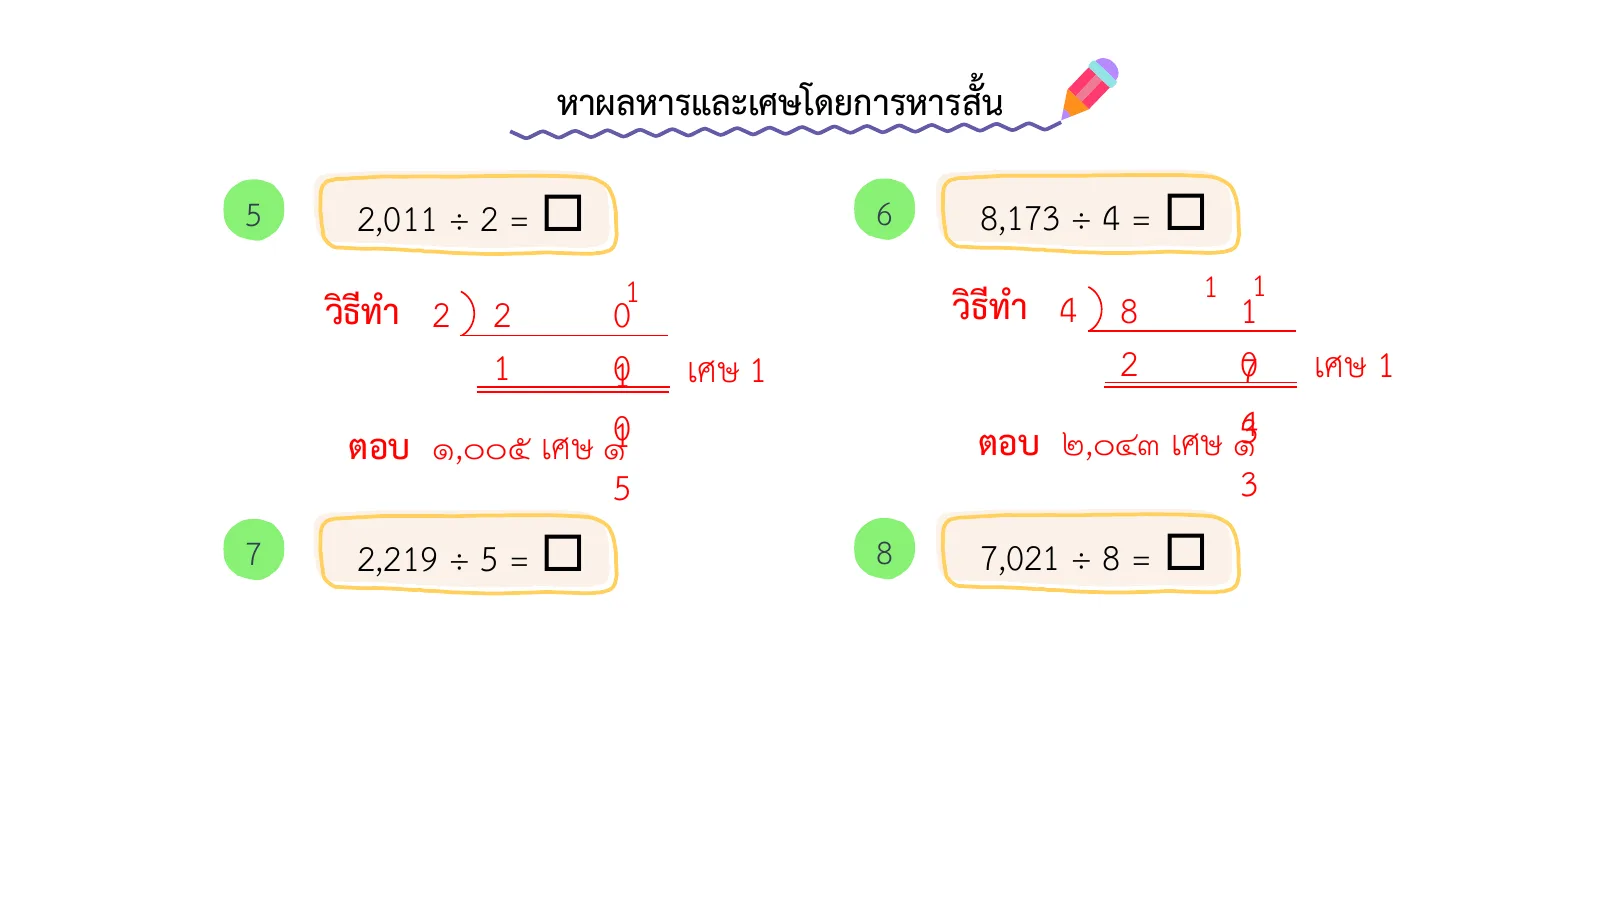 หาผลหารและเศษโดยการหารสั้น
5
2,011 ÷ 2 =
1
วิธีทำ 2 2 0
1 0 เศษ 1
1
0
1
ตอบ ๑,๐๐๕ เศษ ๑
5
6
8,173 ÷ 4 =
1 1
วิธีทำ 4 8 1
2 0 เศษ 1
7
4
3
ตอบ ๒,๐๔๓ เศษ ๑
3
7
2,219 ÷ 5 =
8
7,021 ÷ 8 =